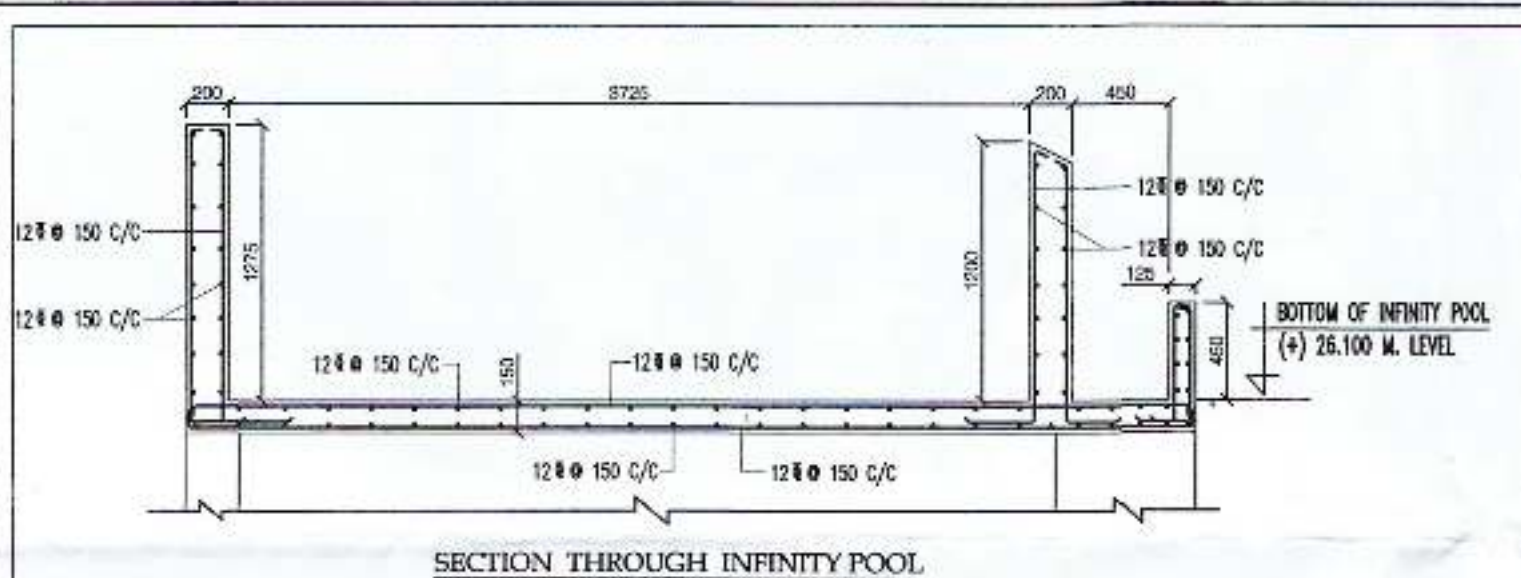 200
3725
200
450
12Φ@ 150 C/C
12Φ@ 150 C/C
125
12Φ@ 150 C/C
1275
1200
BOTTOM OF INFINITY POOL
(+) 26.100 M. LEVEL
450
12Φ@ 150 C/C
12Φ@ 150 C/C
150
12Φ@ 150 C/C
12Φ@ 150 C/C
12Φ@ 150 C/C
SECTION THROUGH INFINITY POOL